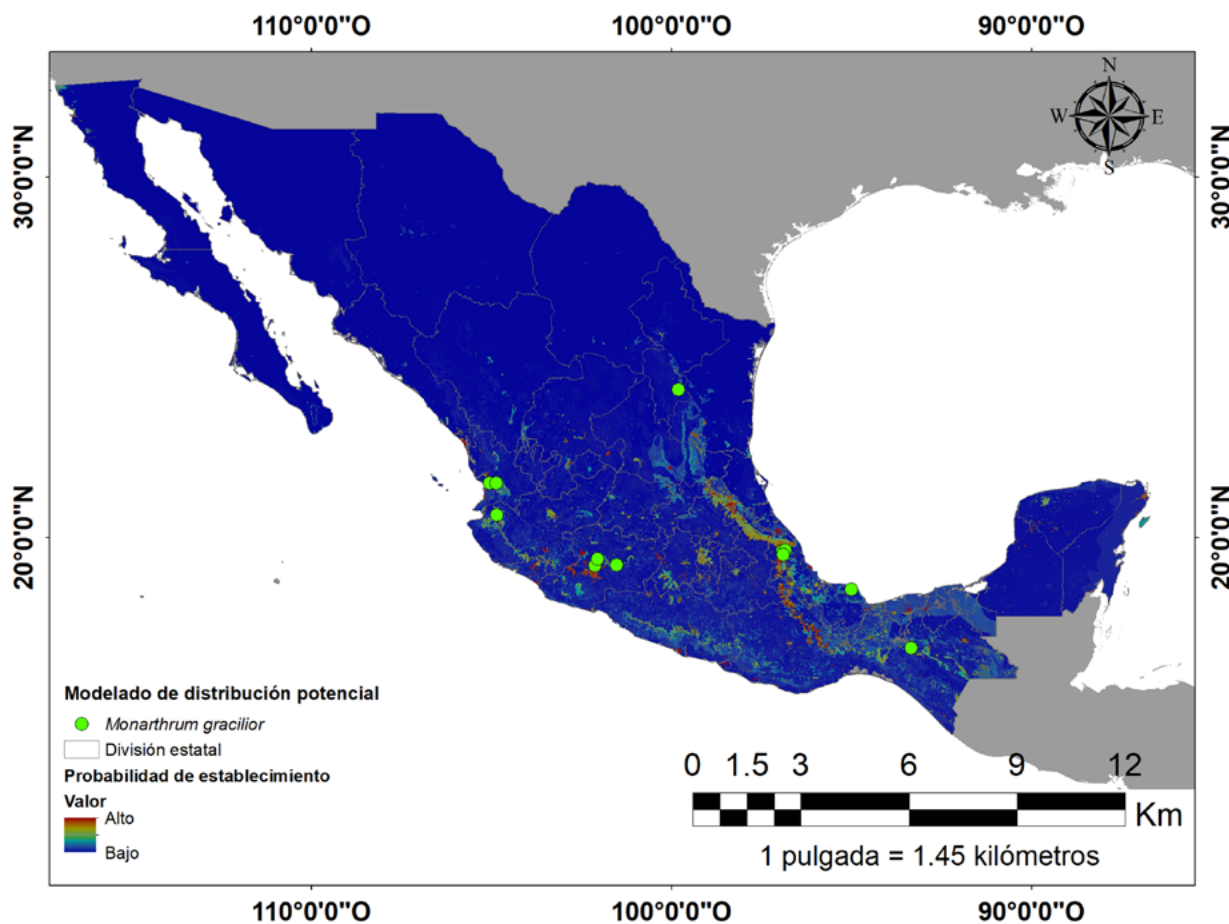 110°0'0"O 100°0'0"O 90°0'0"O
N
W E
S
30°0'0"N 30°0'0"N
20°0'0"N 20°0'0"N
Modelado de distribución potencial
Monarthrum gracilior
División estatal
Probabilidad de establecimiento
Valor
Alto
Bajo
0 1.5 3 6 9 12
Km
1 pulgada = 1.45 kilómetros
110°0'0"O 100°0'0"O 90°0'0"O